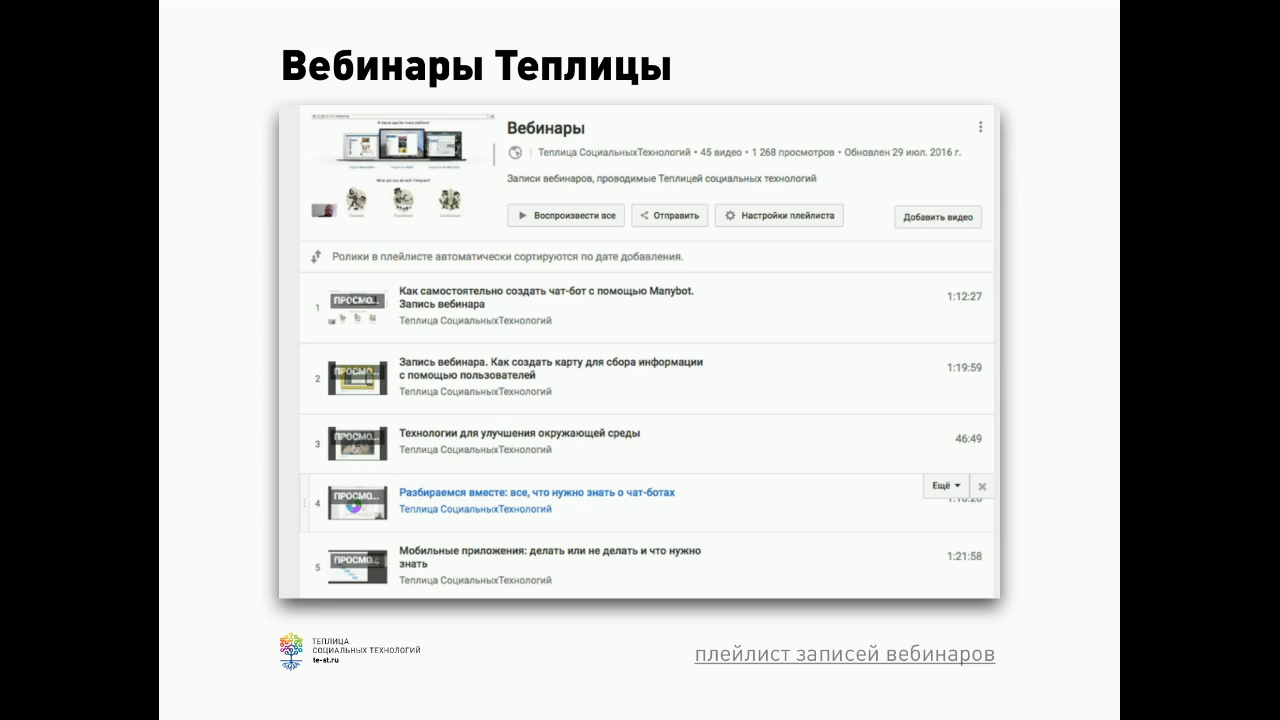 Вебинары Теплицы
Вебинары
Теплица СоциальныхТехнологий • 45 видео • 1 268 просмотров • Обновлен 29 июл. 2016 г.
Записи вебинаров, проводимые Теплицей социальных технологий
Воспроизвести все
Отправить
Настройки плейлиста
Добавить видео
Ролики в плейлисте автоматически сортируются по дате добавления.
1
ПРОСМО...
Как самостоятельно создать чат-бот с помощью Manybot.
Запись вебинара
Теплица СоциальныхТехнологий
1:12:27
2
ПРОСМО...
Запись вебинара. Как создать карту для сбора информации
с помощью пользователей
Теплица СоциальныхТехнологий
1:19:59
3
ПРОСМО...
Технологии для улучшения окружающей среды
Теплица СоциальныхТехнологий
46:49
4
ПРОСМО...
Разбираемся вместе: все, что нужно знать о чат-ботах
Теплица СоциальныхТехнологий
Ещё
5
ПРОСМО...
Мобильные приложения: делать или не делать и что нужно
знать
Теплица СоциальныхТехнологий
1:21:58
ТЕПЛИЦА
СОЦИАЛЬНЫХ ТЕХНОЛОГИЙ
te-st.ru
плейлист записей вебинаров